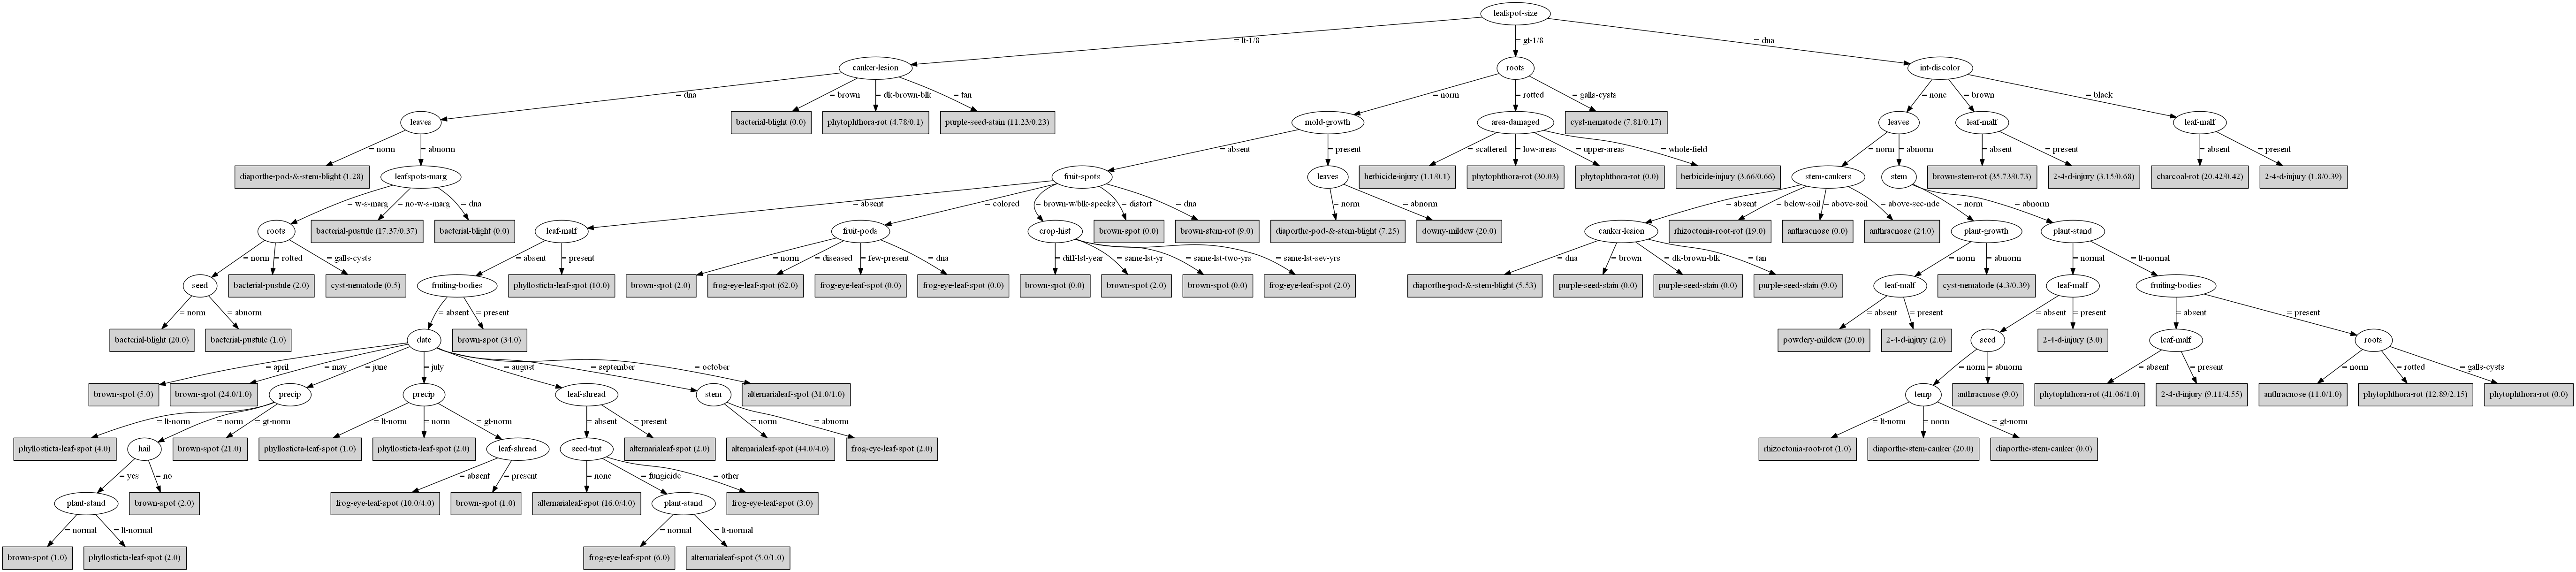 leafspot-size
= lt-1/8
= gt-1/8
= dna
canker-lesion
roots
int-discolor
= dna
= brown
= dk-brown-blk
= tan
= norm
= rotted
= galls-cysts
= none
= brown
= black
leaves
bacterial-blight (0.0)
phytophthora-rot (4.78/0.1)
purple-seed-stain (11.23/0.23)
mold-growth
area-damaged
cyst-nematode (7.81/0.17)
leaves
leaf-malf
leaf-malf
= norm
= abnorm
= absent
= present
= scattered
= low-areas
= upper-areas
= whole-field
= norm
= abnorm
= absent
= present
= absent
= present
diaporthe-pod-&-stem-blight (1.28)
leafspots-marg
fruit-spots
leaves
herbicide-injury (1.1/0.1)
phytophthora-rot (30.03)
phytophthora-rot (0.0)
herbicide-injury (3.66/0.66)
stem-cankers
stem
brown-stem-rot (35.73/0.73)
2-4-d-injury (3.15/0.68)
charcoal-rot (20.42/0.42)
2-4-d-injury (1.8/0.39)
= w-s-marg
= no-w-s-marg
= dna
= absent
= colored
= brown-w/blk-specks
= distort
= dna
= norm
= abnorm
= absent
= below-soil
= above-soil
= above-sec-nde
= norm
= abnorm
roots
bacterial-pustule (17.37/0.37)
bacterial-blight (0.0)
leaf-malf
fruit-pods
crop-hist
brown-spot (0.0)
brown-stem-rot (9.0)
diaporthe-pod-&-stem-blight (7.25)
downy-mildew (20.0)
canker-lesion
rhizoctonia-root-rot (19.0)
anthracnose (0.0)
anthracnose (24.0)
plant-growth
plant-stand
= norm
= rotted
= galls-cysts
= absent
= present
= norm
= diseased
= few-present
= dna
= diff-lst-year
= same-lst-yr
= same-lst-two-yrs
= same-lst-sev-yrs
= dna
= brown
= dk-brown-blk
= tan
= norm
= abnorm
= normal
= lt-normal
seed
bacterial-pustule (2.0)
cyst-nematode (0.5)
fruiting-bodies
phyllosticta-leaf-spot (10.0)
brown-spot (2.0)
frog-eye-leaf-spot (62.0)
frog-eye-leaf-spot (0.0)
frog-eye-leaf-spot (0.0)
brown-spot (0.0)
brown-spot (2.0)
brown-spot (0.0)
frog-eye-leaf-spot (2.0)
diaporthe-pod-&-stem-blight (5.53)
purple-seed-stain (0.0)
purple-seed-stain (0.0)
purple-seed-stain (9.0)
leaf-malf
cyst-nematode (4.3/0.39)
leaf-malf
fruiting-bodies
= norm
= abnorm
= absent
= present
= absent
= present
= absent
= present
= absent
= present
bacterial-blight (20.0)
bacterial-pustule (1.0)
date
brown-spot (34.0)
powdery-mildew (20.0)
2-4-d-injury (2.0)
seed
2-4-d-injury (3.0)
leaf-malf
roots
= april
= may
= june
= july
= august
= september
= october
= norm
= abnorm
= absent
= present
= norm
= rotted
= galls-cysts
brown-spot (5.0)
brown-spot (24.0/1.0)
precip
precip
leaf-shread
stem
alternarialeaf-spot (31.0/1.0)
temp
anthracnose (9.0)
phytophthora-rot (41.06/1.0)
2-4-d-injury (9.11/4.55)
anthracnose (11.0/1.0)
phytophthora-rot (12.89/2.15)
phytophthora-rot (0.0)
= lt-norm
= norm
= gt-norm
= lt-norm
= norm
= gt-norm
= absent
= present
= norm
= abnorm
= lt-norm
= norm
= gt-norm
phyllosticta-leaf-spot (4.0)
hail
brown-spot (21.0)
phyllosticta-leaf-spot (1.0)
phyllosticta-leaf-spot (2.0)
leaf-shread
seed-tmt
alternarialeaf-spot (2.0)
alternarialeaf-spot (44.0/4.0)
frog-eye-leaf-spot (2.0)
rhizoctonia-root-rot (1.0)
diaporthe-stem-canker (20.0)
diaporthe-stem-canker (0.0)
= yes
= no
= absent
= present
= none
= fungicide
= other
plant-stand
brown-spot (2.0)
frog-eye-leaf-spot (10.0/4.0)
brown-spot (1.0)
alternarialeaf-spot (16.0/4.0)
plant-stand
frog-eye-leaf-spot (3.0)
= normal
= lt-normal
= normal
= lt-normal
brown-spot (1.0)
phyllosticta-leaf-spot (2.0)
frog-eye-leaf-spot (6.0)
alternarialeaf-spot (5.0/1.0)